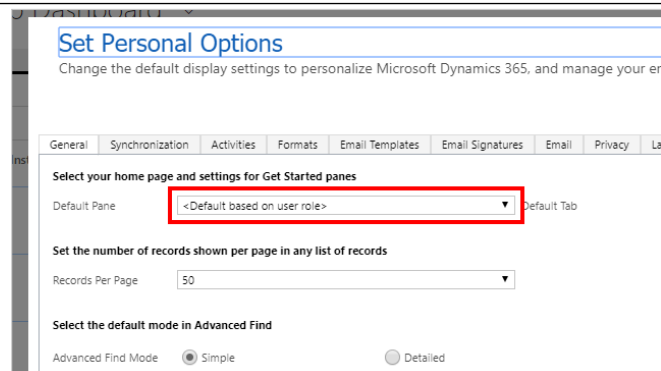 Dashboard
Set Personal Options
Change the default display settings to personalize Microsoft Dynamics 365, and manage your
General Synchronization Activities Formats Email Templates Email Signatures Email Privacy
Select your home page and settings for Get Started panes
Default Pane <Default based on user role> Default Tab
Set the number of records shown per page in any list of records
Records Per Page 50
Select the default mode in Advanced Find
Advanced Find Mode Simple Detailed